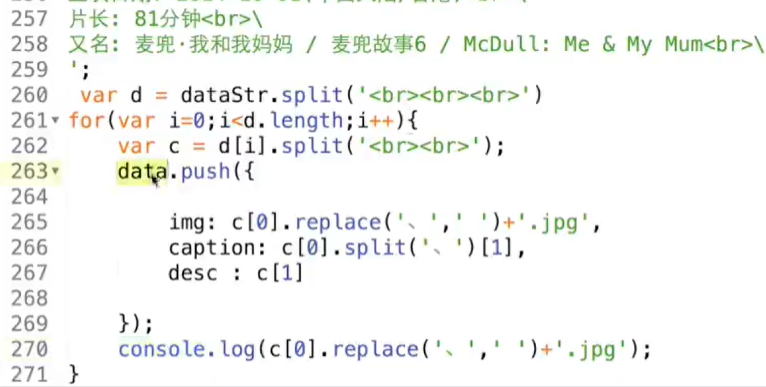 257 片长: 81分钟<br>\
258 又名: 麦兜·我和我妈妈 / 麦兜故事6 / McDull: Me & My Mum<br>\
259 ';
260 var d = dataStr.split('<br><br><br>')
261 for(var i=0;i<d.length;i++){
262 var c = d[i].split('<br><br>');
263 data.push({
264
265 img: c[0].replace('、',' ')+'.jpg',
266 caption: c[0].split('、')[1],
267 desc : c[1]
268
269 });
270 console.log(c[0].replace('、',' ')+'.jpg');
271 }